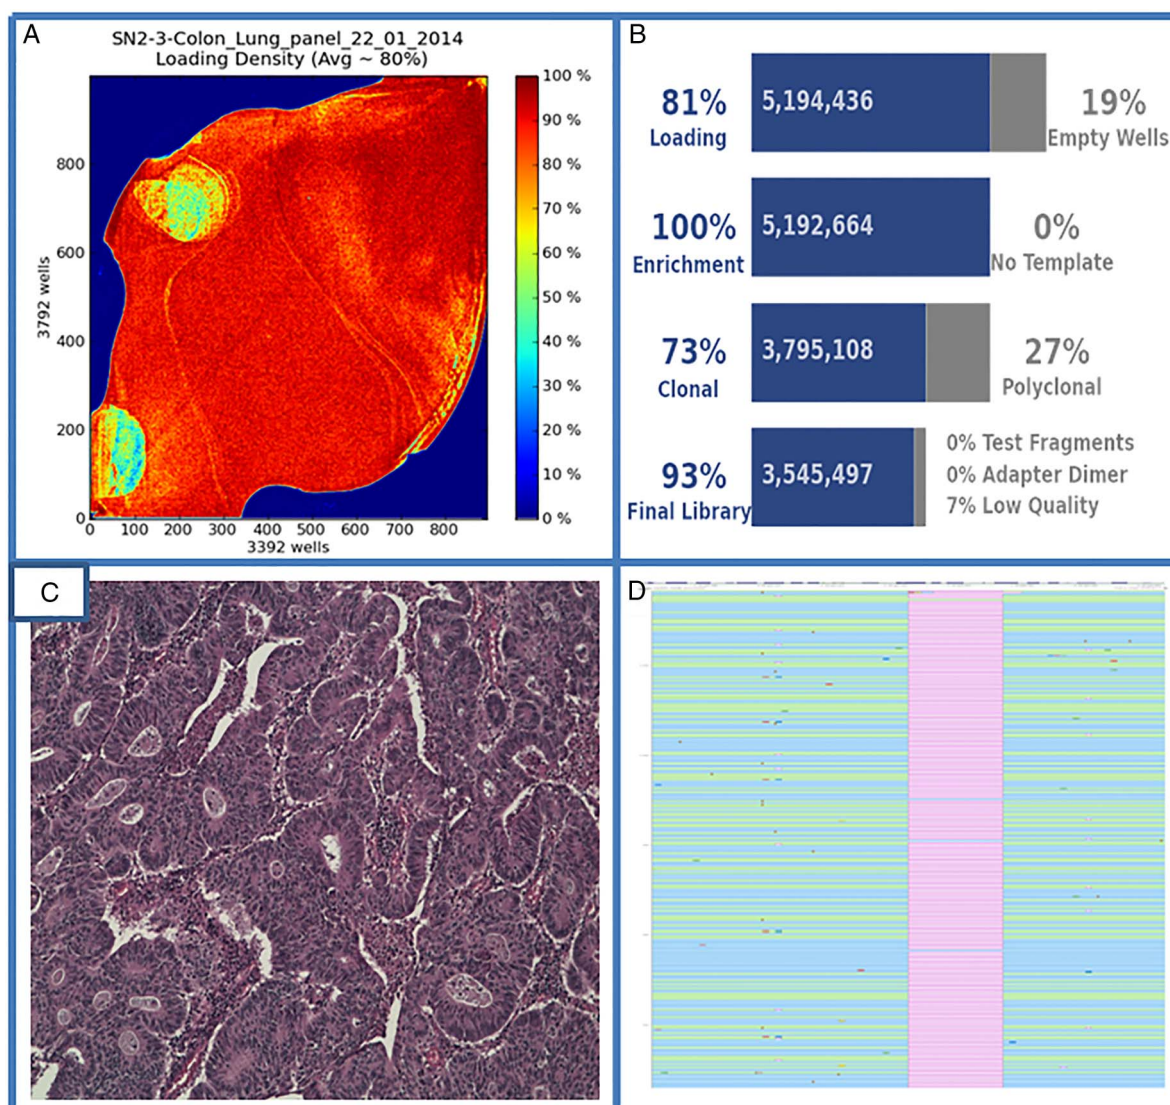 A
SN2-3-Colon_Lung_panel_22_01_2014
Loading Density (Avg ~ 80%)
100 %
90 %
80 %
70 %
60 %
50 %
40 %
30 %
20 %
10 %
0 %
800
600
400
200
0
3792 wells
0 100 200 300 400 500 600 700 800
3392 wells
B
81%
Loading
5,194,436
19%
Empty Wells
100%
Enrichment
5,192,664
0%
No Template
73%
Clonal
3,795,108
27%
Polyclonal
93%
Final Library
3,545,497
0% Test Fragments
0% Adapter Dimer
7% Low Quality
C
D